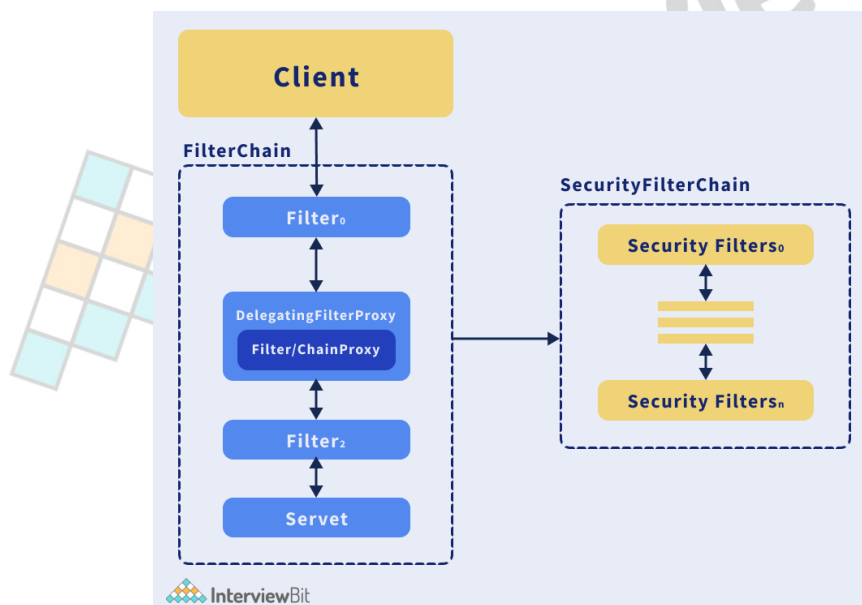 Client
FilterChain
Filter₀
DelegatingFilterProxy
Filter/ChainProxy
Filter₂
Servet
SecurityFilterChain
Security Filters₀
Security Filtersₙ
InterviewBit